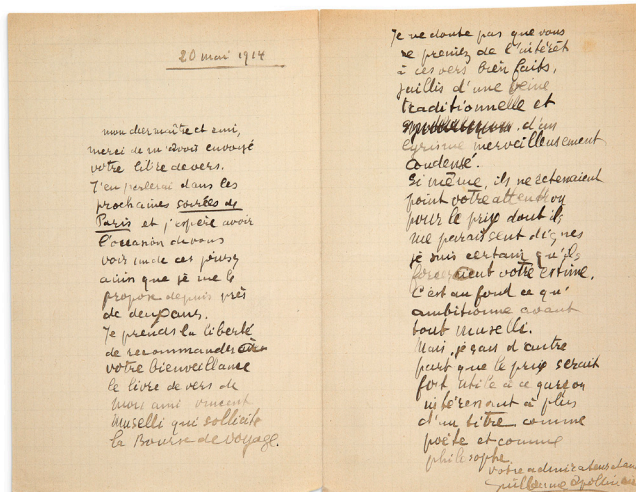 20 mai 1914
mon cher maître et ami,
merci de m'avoir envoyé
votre livre de vers.
J'en parlerai dans les
prochaines soirées de
Paris et j'espère avoir
l'occasion de vous
voir un de ces jours
ainsi que je me le
propose depuis près
de deux ans.
Je prends la liberté
de recommander à
votre bienveillance
le livre de vers de
mon ami vincent
Muselli qui sollicite
la Bourse de Voyage.
Je ne doute pas que vous
ne preniez de l'intérêt
à ces vers bien faits,
jaillis d'une veine
traditionnelle et
d'un
lyrisme merveilleusement
condensé.
Si même, ils ne retenaient
point votre attention
pour le prix dont ils
me paraissent dignes
je suis certain qu'ils
forceraient votre estime.
C'est au fond ce qu'
ambitionne avant
tout Muselli.
Mais, je sais d'autre
part que le prix serait
fort utile à ce garçon
intéressant à plus
d'un titre comme
poète et comme
philosophe.
votre admirateur
guillaume apollinaire